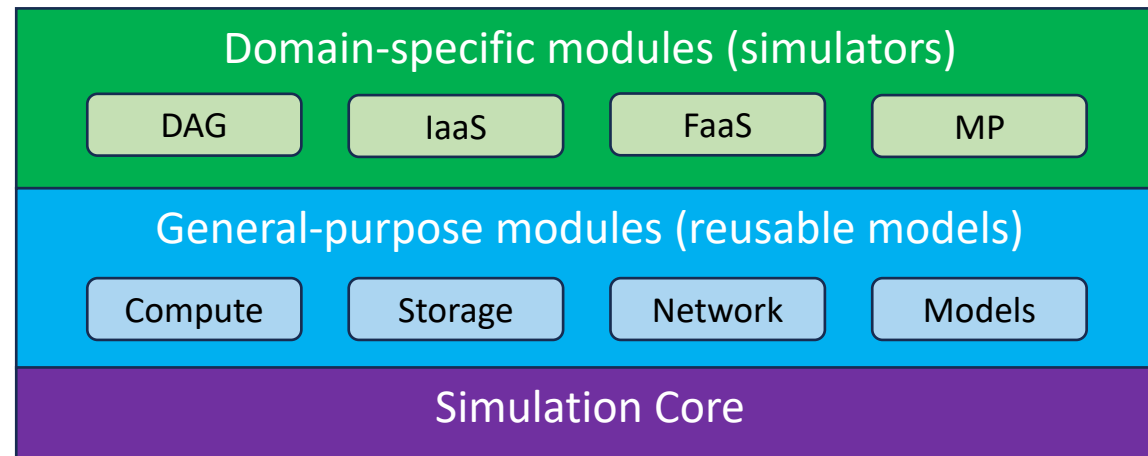 Domain-specific modules (simulators)
DAG IaaS FaaS MP
General-purpose modules (reusable models)
Compute Storage Network Models
Simulation Core